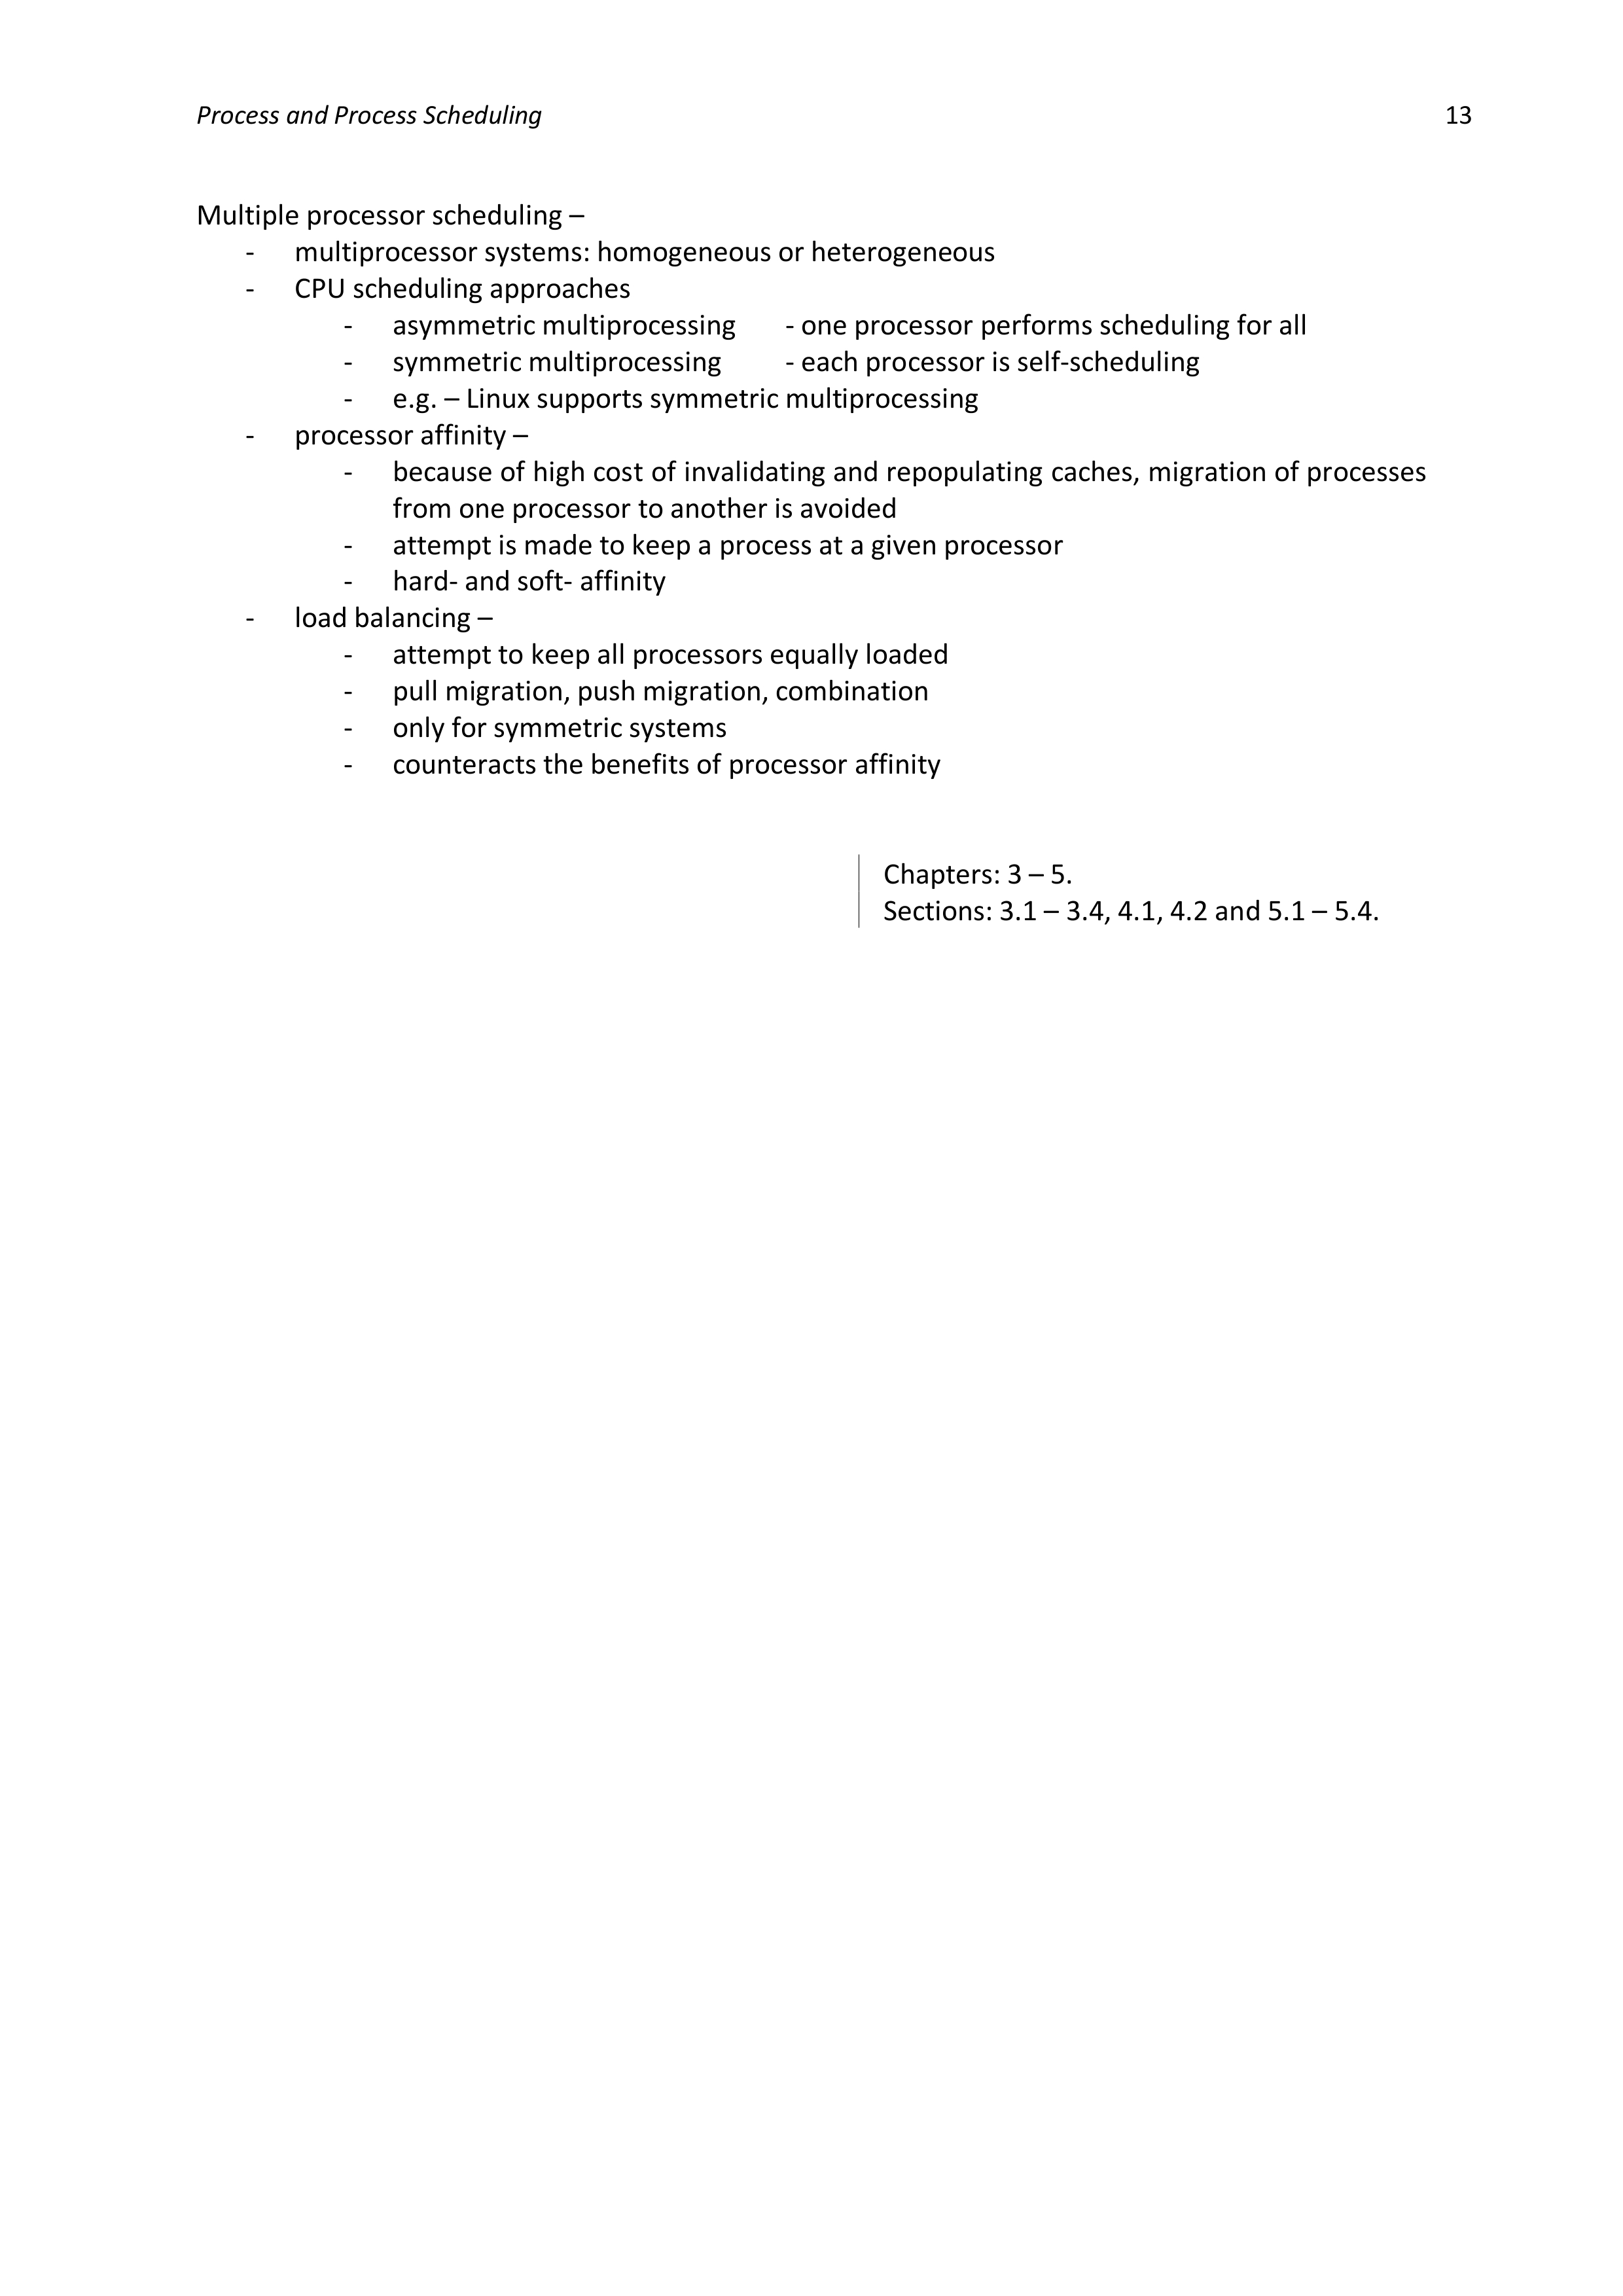 Process and Process Scheduling 13
Multiple processor scheduling –
- multiprocessor systems: homogeneous or heterogeneous
- CPU scheduling approaches
- asymmetric multiprocessing - one processor performs scheduling for all
- symmetric multiprocessing - each processor is self-scheduling
- e.g. – Linux supports symmetric multiprocessing
- processor affinity –
- because of high cost of invalidating and repopulating caches, migration of processes
from one processor to another is avoided
- attempt is made to keep a process at a given processor
- hard- and soft- affinity
- load balancing –
- attempt to keep all processors equally loaded
- pull migration, push migration, combination
- only for symmetric systems
- counteracts the benefits of processor affinity
Chapters: 3 – 5.
Sections: 3.1 – 3.4, 4.1, 4.2 and 5.1 – 5.4.